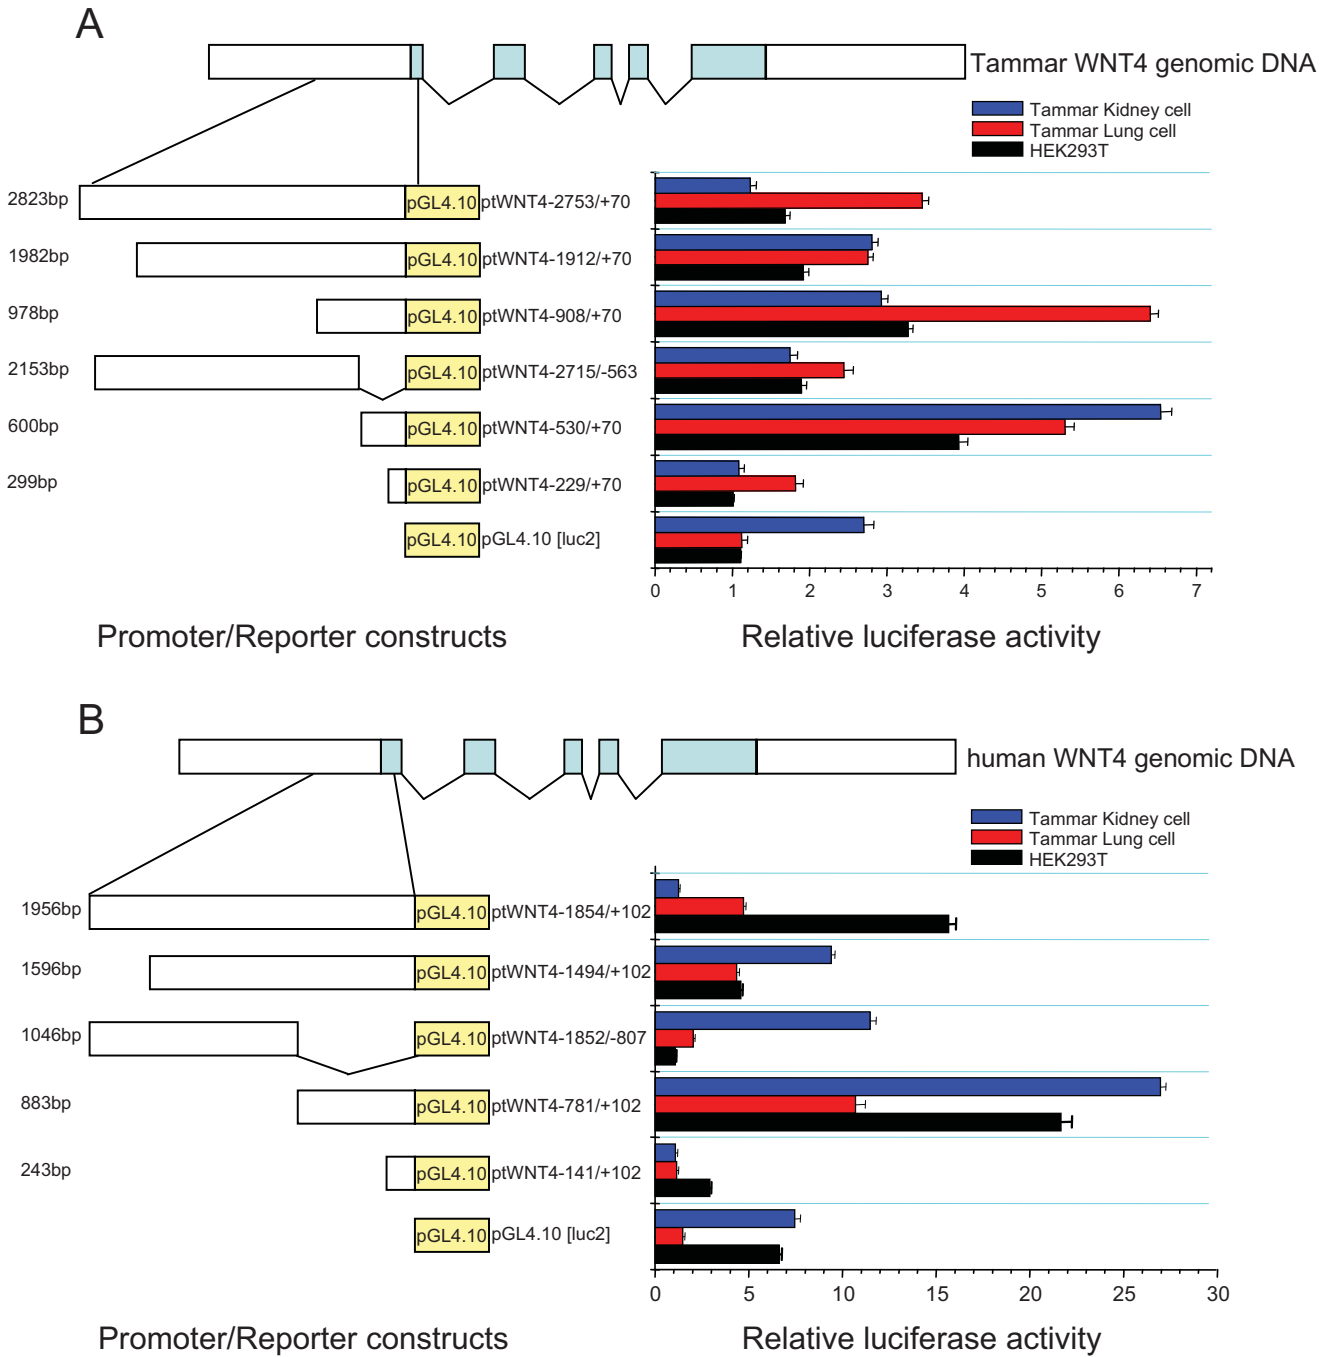 A
Tammar WNT4 genomic DNA
Tammar Kidney cell
Tammar Lung cell
HEK293T
2823bp pGL4.10 ptWNT4-2753/+70
1982bp pGL4.10 ptWNT4-1912/+70
978bp pGL4.10 ptWNT4-908/+70
2153bp pGL4.10 ptWNT4-2715/-563
600bp pGL4.10 ptWNT4-530/+70
299bp pGL4.10 ptWNT4-229/+70
pGL4.10 pGL4.10 [luc2]
0 1 2 3 4 5 6 7
Promoter/Reporter constructs Relative luciferase activity
B
human WNT4 genomic DNA
Tammar Kidney cell
Tammar Lung cell
HEK293T
1956bp pGL4.10 ptWNT4-1854/+102
1596bp pGL4.10 ptWNT4-1494/+102
1046bp pGL4.10 ptWNT4-1852/-807
883bp pGL4.10 ptWNT4-781/+102
243bp pGL4.10 ptWNT4-141/+102
pGL4.10 pGL4.10 [luc2]
0 5 10 15 20 25 30
Promoter/Reporter constructs Relative luciferase activity